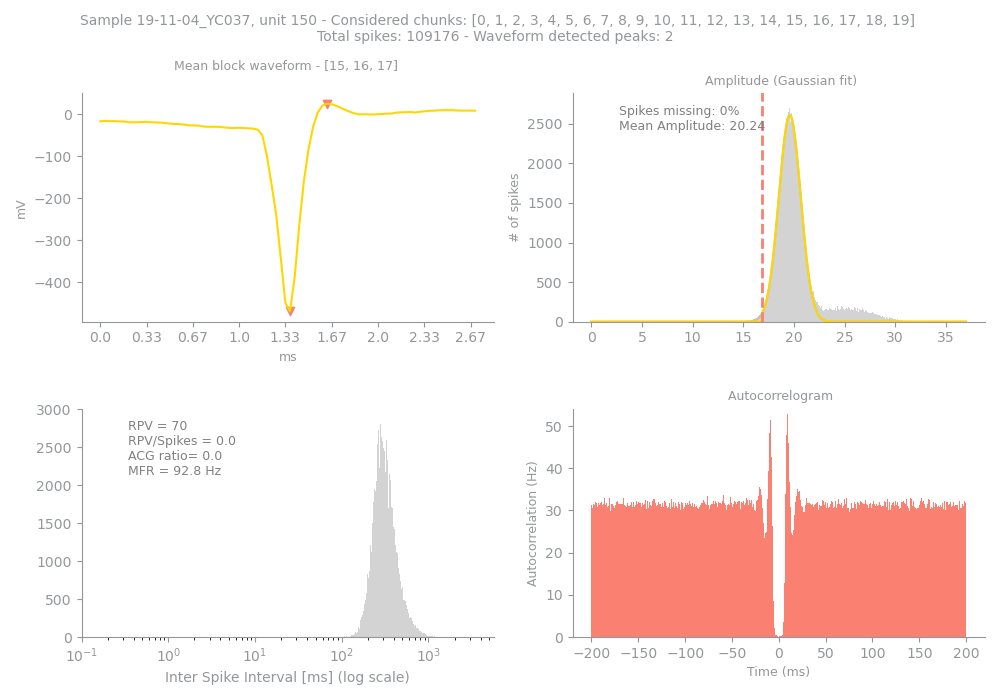 Sample 19-11-04_YC037, unit 150 - Considered chunks: [0, 1, 2, 3, 4, 5, 6, 7, 8, 9, 10, 11, 12, 13, 14, 15, 16, 17, 18, 19]
Total spikes: 109176 - Waveform detected peaks: 2
Mean block waveform - [15, 16, 17]
mV
0
−100
−200
−300
−400
0.0 0.33 0.67 1.0 1.33 1.67 2.0 2.33 2.67
ms
Amplitude (Gaussian fit)
Spikes missing: 0%
Mean Amplitude: 20.24
# of spikes
2500
2000
1500
1000
500
0
0 5 10 15 20 25 30 35
RPV = 70
RPV/Spikes = 0.0
ACG ratio= 0.0
MFR = 92.8 Hz
3000
2500
2000
1500
1000
500
0
10⁻¹ 10⁰ 10¹ 10² 10³
Inter Spike Interval [ms] (log scale)
Autocorrelogram
Autocorrelation (Hz)
50
40
30
20
10
0
−200 −150 −100 −50 0 50 100 150 200
Time (ms)